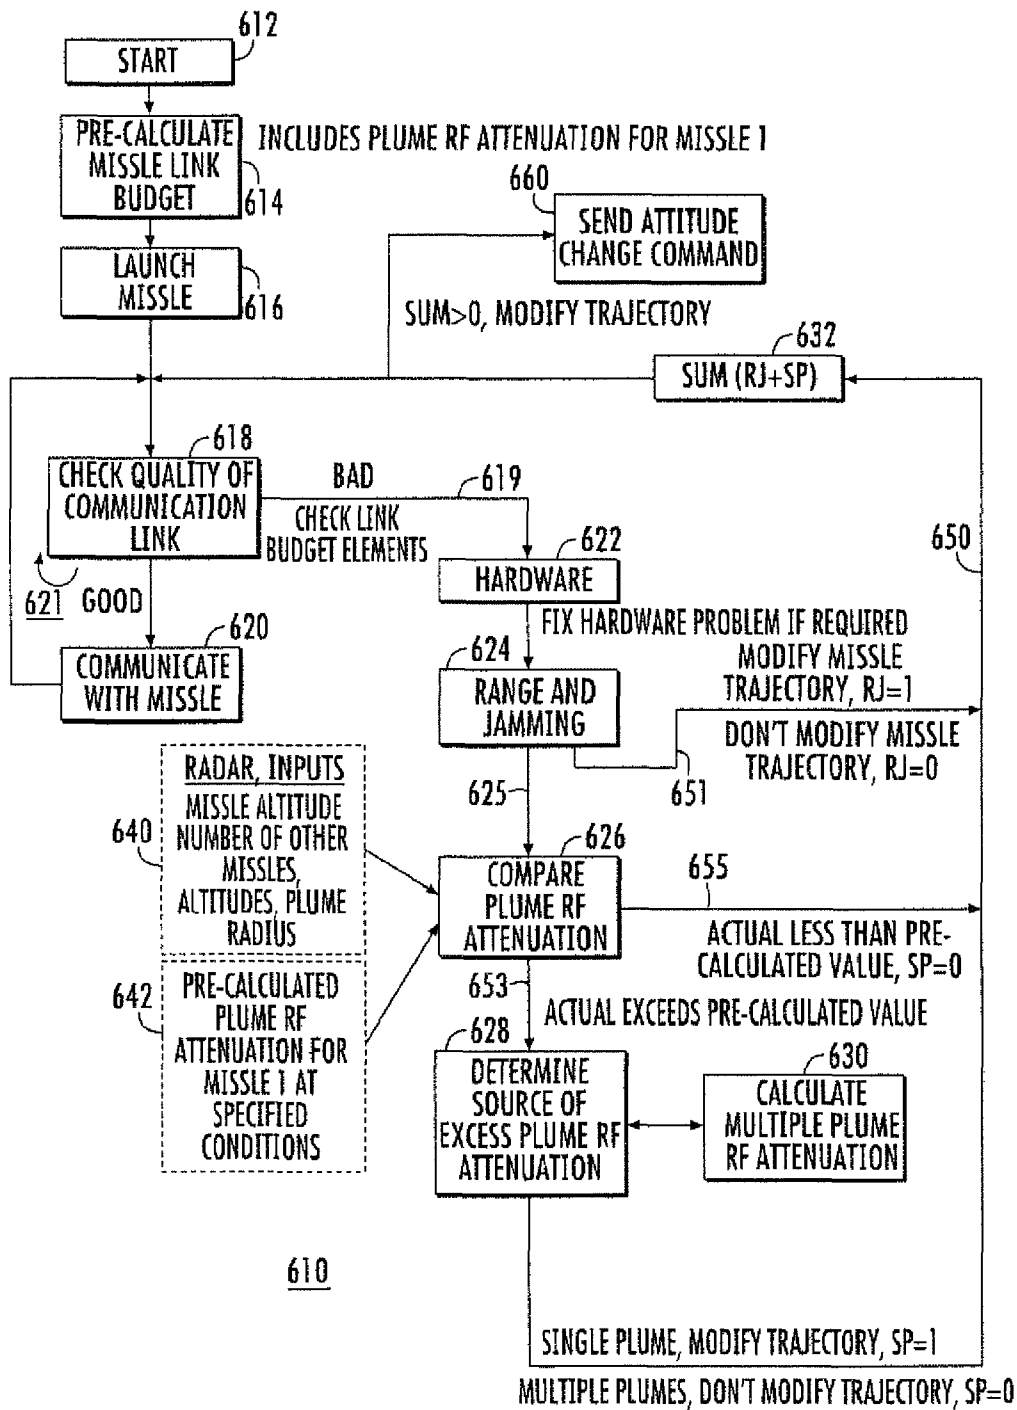 612
START
PRE-CALCULATE
MISSLE LINK
BUDGET
614
INCLUDES PLUME RF ATTENUATION FOR MISSLE 1
LAUNCH
MISSLE
616
660
SEND ATTITUDE
CHANGE COMMAND
SUM>0, MODIFY TRAJECTORY
632
SUM (RJ+SP)
618
CHECK QUALITY OF
COMMUNICATION
LINK
BAD
619
CHECK LINK
BUDGET ELEMENTS
621
GOOD
620
COMMUNICATE
WITH MISSLE
622
HARDWARE
650
FIX HARDWARE PROBLEM IF REQUIRED
624
RANGE AND
JAMMING
MODIFY MISSLE
TRAJECTORY, RJ=1
DON'T MODIFY MISSLE
TRAJECTORY, RJ=0
651
625
640
RADAR, INPUTS
MISSLE ALTITUDE
NUMBER OF OTHER
MISSLES,
ALTITUDES, PLUME
RADIUS
626
COMPARE
PLUME RF
ATTENUATION
655
ACTUAL LESS THAN PRE-
CALCULATED VALUE, SP=0
642
PRE-CALCULATED
PLUME RF
ATTENUATION FOR
MISSLE 1 AT
SPECIFIED
CONDITIONS
653
ACTUAL EXCEEDS PRE-CALCULATED VALUE
628
DETERMINE
SOURCE OF
EXCESS PLUME RF
ATTENUATION
630
CALCULATE
MULTIPLE PLUME
RF ATTENUATION
610
SINGLE PLUME, MODIFY TRAJECTORY, SP=1
MULTIPLE PLUMES, DON'T MODIFY TRAJECTORY, SP=0